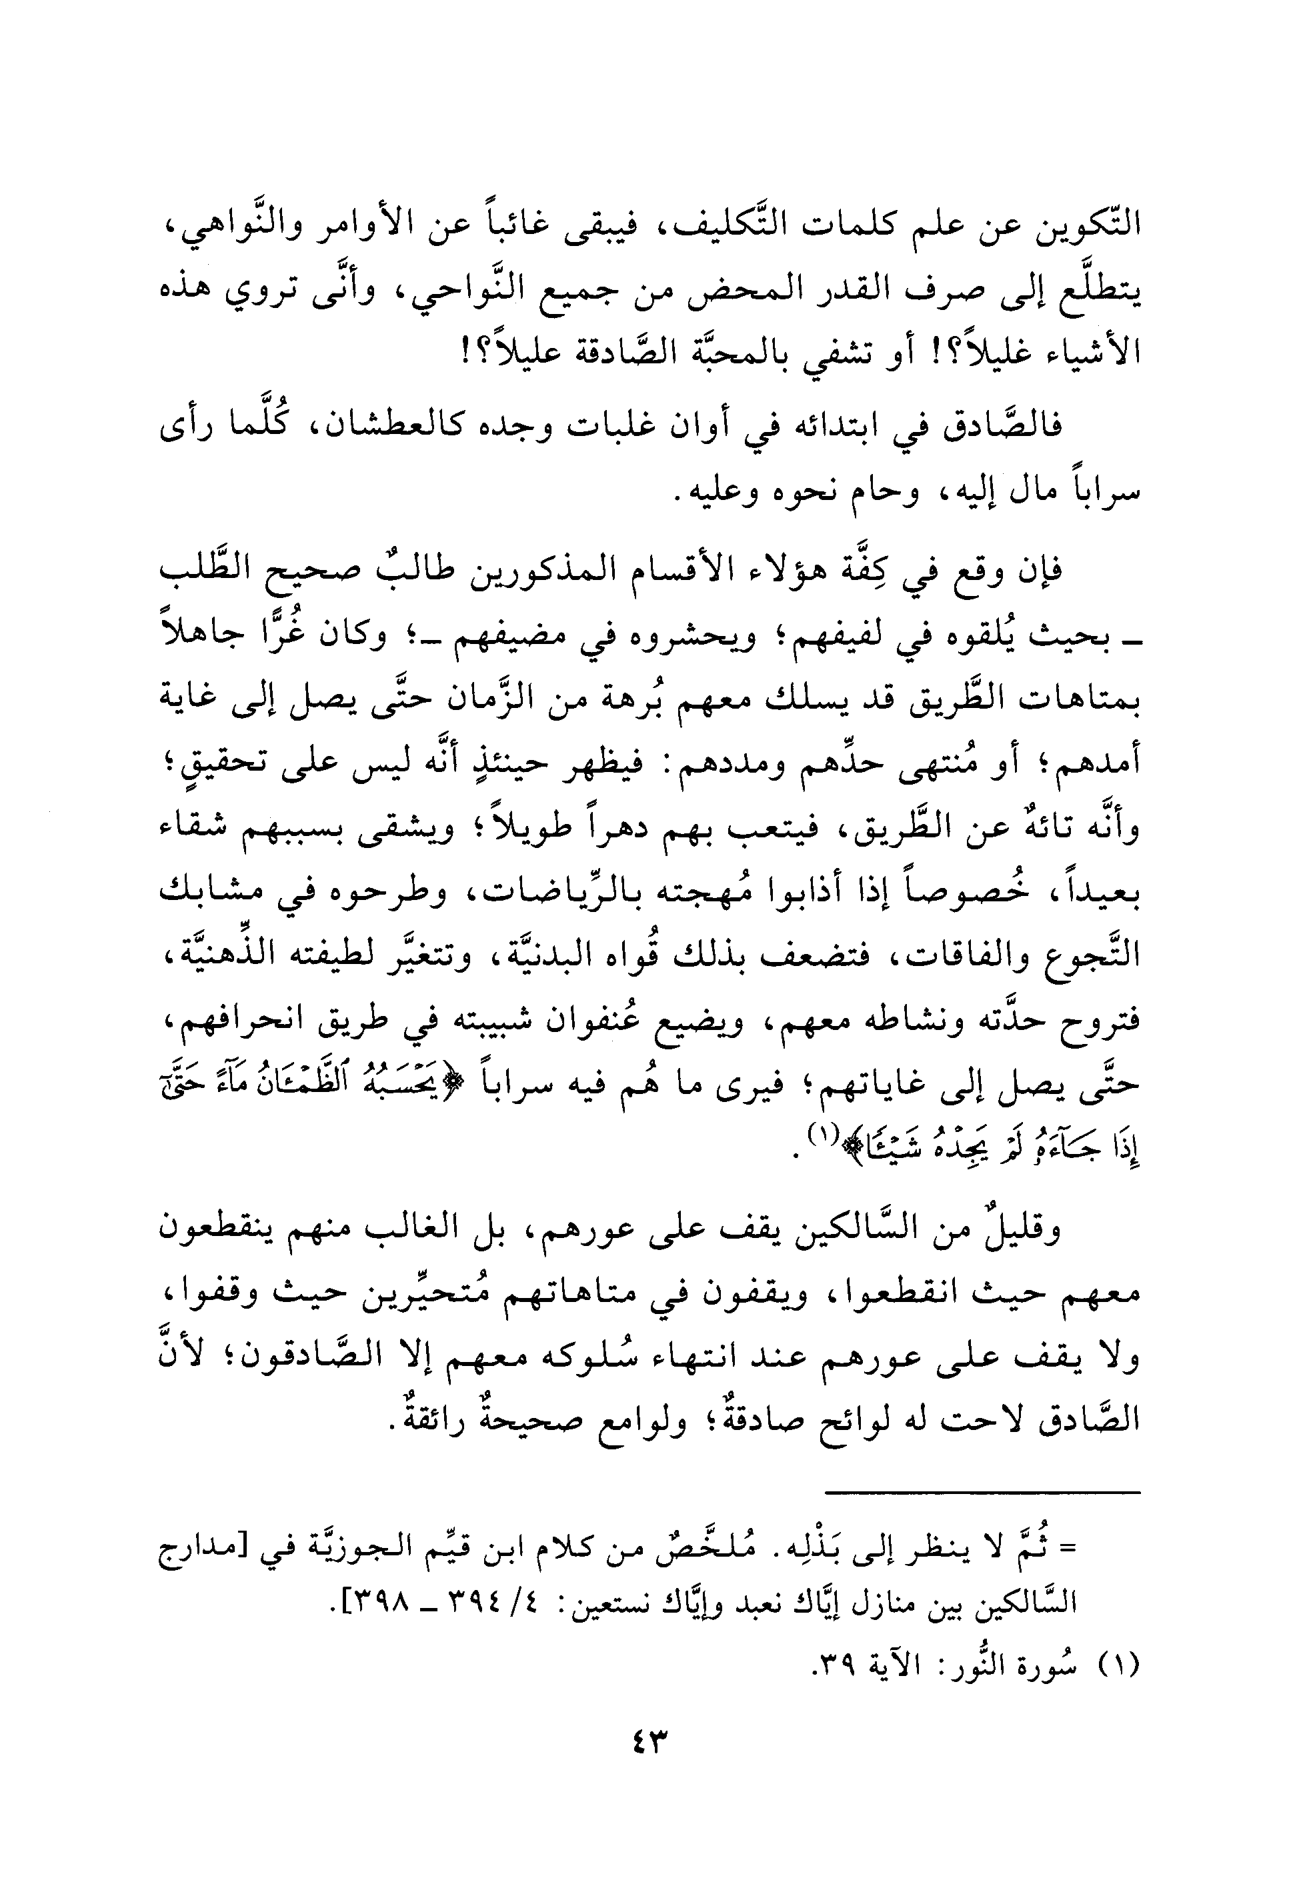 التّكوين عن علم كلمات التَّكليف، فيبقى غائباً عن الأوامر والنَّواهي،
يتطلَّع إلى صرف القدر المحض من جميع النَّواحي، وأنَّى تروي هذه
الأشياء غليلاً؟! أو تشفي بالمحبَّة الصَّادقة عليلاً؟!
فالصَّادق في ابتدائه في أوان غلبات وجده كالعطشان، كُلَّما رأى
سراباً مال إليه، وحام نحوه وعليه.
فإن وقع في كِفَّة هؤلاء الأقسام المذكورين طالبٌ صحيح الطَّلب
ـ بحيث يُلقوه في لفيفهم؛ ويحشروه في مضيفهم ـ؛ وكان غُرًّا جاهلاً
بمتاهات الطَّريق قد يسلك معهم بُرهة من الزَّمان حتَّى يصل إلى غاية
أمدهم؛ أو مُنتهى حدِّهم ومددهم: فيظهر حينئذٍ أنَّه ليس على تحقيقٍ؛
وأنَّه تائهٌ عن الطَّريق، فيتعب بهم دهراً طويلاً؛ ويشقى بسببهم شقاء
بعيداً، خُصوصاً إذا أذابوا مُهجته بالرِّياضات، وطرحوه في مشابك
التَّجوع والفاقات، فتضعف بذلك قُواه البدنيَّة، وتتغيَّر لطيفته الذِّهنيَّة،
فتروح حدَّته ونشاطه معهم، ويضيع عُنفوان شبيبته في طريق انحرافهم،
حتَّى يصل إلى غاياتهم؛ فيرى ما هُم فيه سراباً ﴿يَحْسَبُهُ ٱلظَّمْـَٔانُ مَآءً حَتَّىٰٓ
إِذَا جَآءَهُۥ لَمْ يَجِدْهُ شَيْـًٔا﴾(١).
وقليلٌ من السَّالكين يقف على عورهم، بل الغالب منهم ينقطعون
معهم حيث انقطعوا، ويقفون في متاهاتهم مُتحيِّرين حيث وقفوا،
ولا يقف على عورهم عند انتهاء سُلوكه معهم إلا الصَّادقون؛ لأنَّ
الصَّادق لاحت له لوائح صادقةٌ؛ ولوامع صحيحةٌ رائقةٌ.
= ثُمَّ لا ينظر إلى بَذْلِه. مُلخَّصٌ من كلام ابن قيِّم الجوزيَّة في [مدارج
السَّالكين بين منازل إيَّاك نعبد وإيَّاك نستعين: ٤/ ٣٩٤ ـ ٣٩٨].
(١) سُورة النُّور: الآية ٣٩.
٤٣